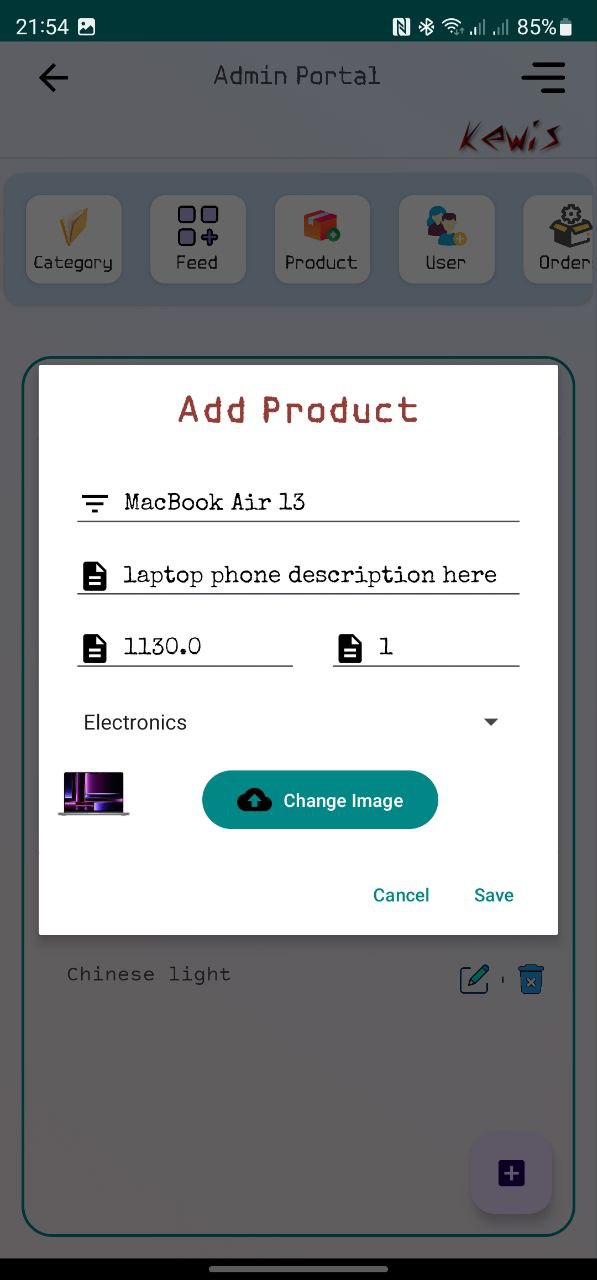 21:54 85%
Admin Portal
Kewis
Category Feed Product User Order
Add Product
MacBook Air 13
laptop phone description here
1130.0 1
Electronics
Change Image
Cancel Save
Chinese light